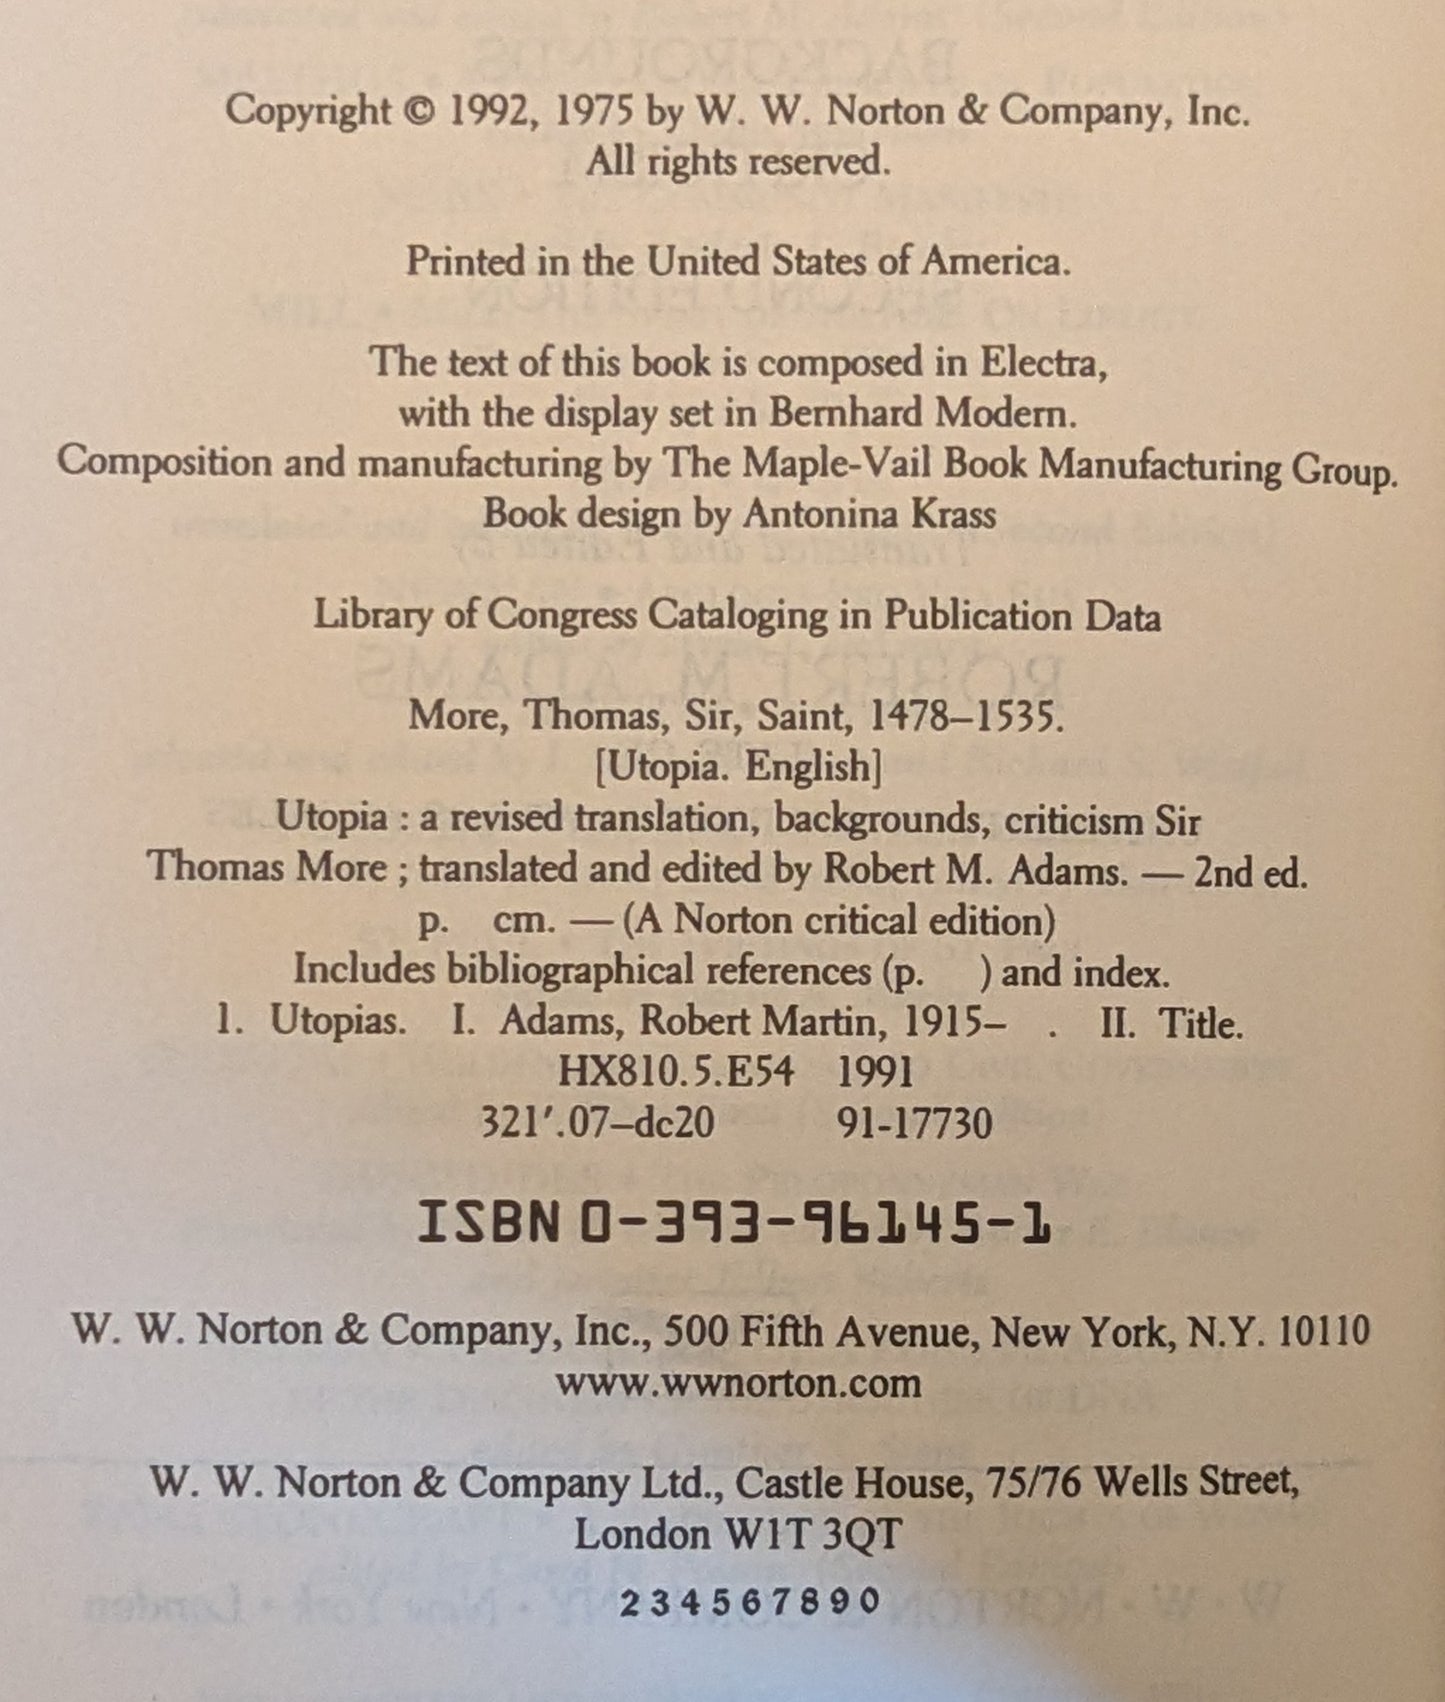 Copyright © 1992, 1975 by W. W. Norton & Company, Inc.
All rights reserved.
Printed in the United States of America.
The text of this book is composed in Electra,
with the display set in Bernhard Modern.
Composition and manufacturing by The Maple-Vail Book Manufacturing Group.
Book design by Antonina Krass
Library of Congress Cataloging in Publication Data
More, Thomas, Sir, Saint, 1478–1535.
[Utopia. English]
Utopia : a revised translation, backgrounds, criticism Sir
Thomas More ; translated and edited by Robert M. Adams. — 2nd ed.
p. cm. — (A Norton critical edition)
Includes bibliographical references (p. ) and index.
1. Utopias. I. Adams, Robert Martin, 1915– . II. Title.
HX810.5.E54 1991
321′.07–dc20 91-17730
ISBN 0-393-96145-1
W. W. Norton & Company, Inc., 500 Fifth Avenue, New York, N.Y. 10110
www.wwnorton.com
W. W. Norton & Company Ltd., Castle House, 75/76 Wells Street,
London W1T 3QT
2 3 4 5 6 7 8 9 0